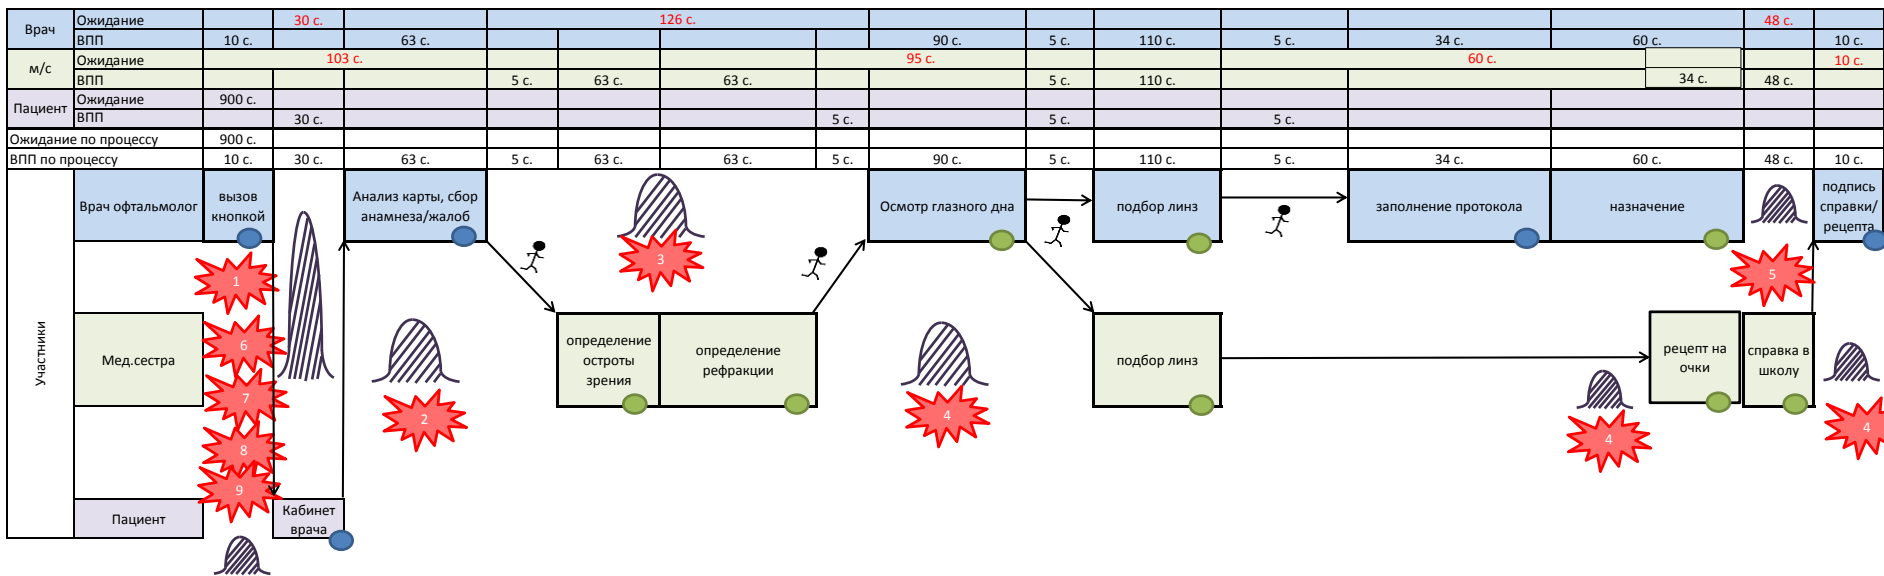 Врач Ожидание 30 с. 126 с. 48 с.
ВПП 10 с. 63 с. 90 с. 5 с. 110 с. 5 с. 34 с. 60 с. 10 с.
м/с Ожидание 103 с. 95 с. 60 с. 10 с.
ВПП 5 с. 63 с. 63 с. 5 с. 110 с. 34 с. 48 с.
Пациент Ожидание 900 с.
ВПП 30 с. 5 с. 5 с. 5 с.
Ожидание по процессу 900 с.
ВПП по процессу 10 с. 30 с. 63 с. 5 с. 63 с. 63 с. 5 с. 90 с. 5 с. 110 с. 5 с. 34 с. 60 с. 48 с. 10 с.
Участники
Врач офтальмолог
вызов
кнопкой
Анализ карты, сбор
анамнеза/жалоб
Осмотр глазного дна
подбор линз
заполнение протокола
назначение
подпись
справки/
рецепта
1
3
5
Мед.сестра
6
7
8
9
2
определение
остроты
зрения
определение
рефракции
4
подбор линз
4
рецепт на
очки
справка в
школу
4
Пациент
Кабинет
врача